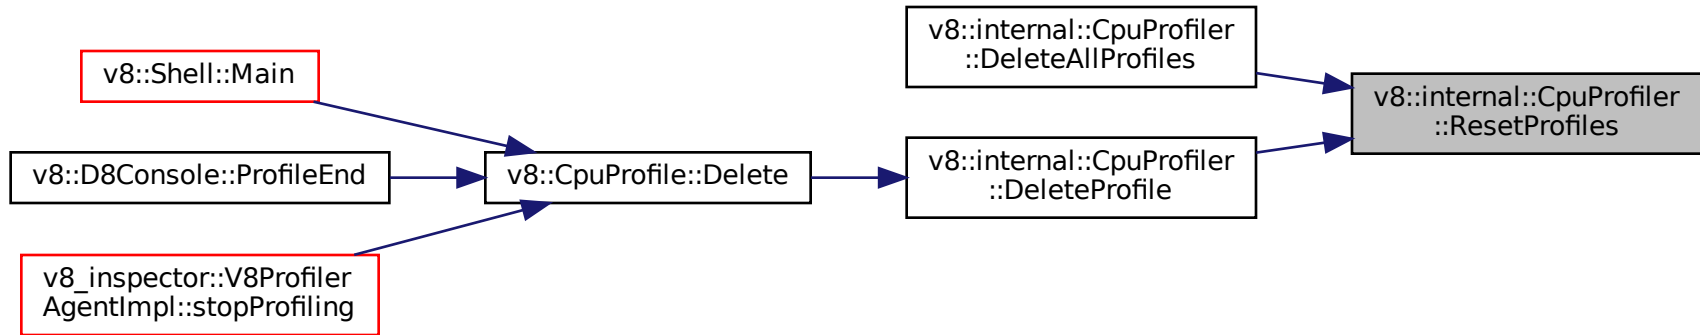 v8::Shell::Main
v8::D8Console::ProfileEnd
v8_inspector::V8Profiler
AgentImpl::stopProfiling
v8::CpuProfile::Delete
v8::internal::CpuProfiler
::DeleteAllProfiles
v8::internal::CpuProfiler
::DeleteProfile
v8::internal::CpuProfiler
::ResetProfiles